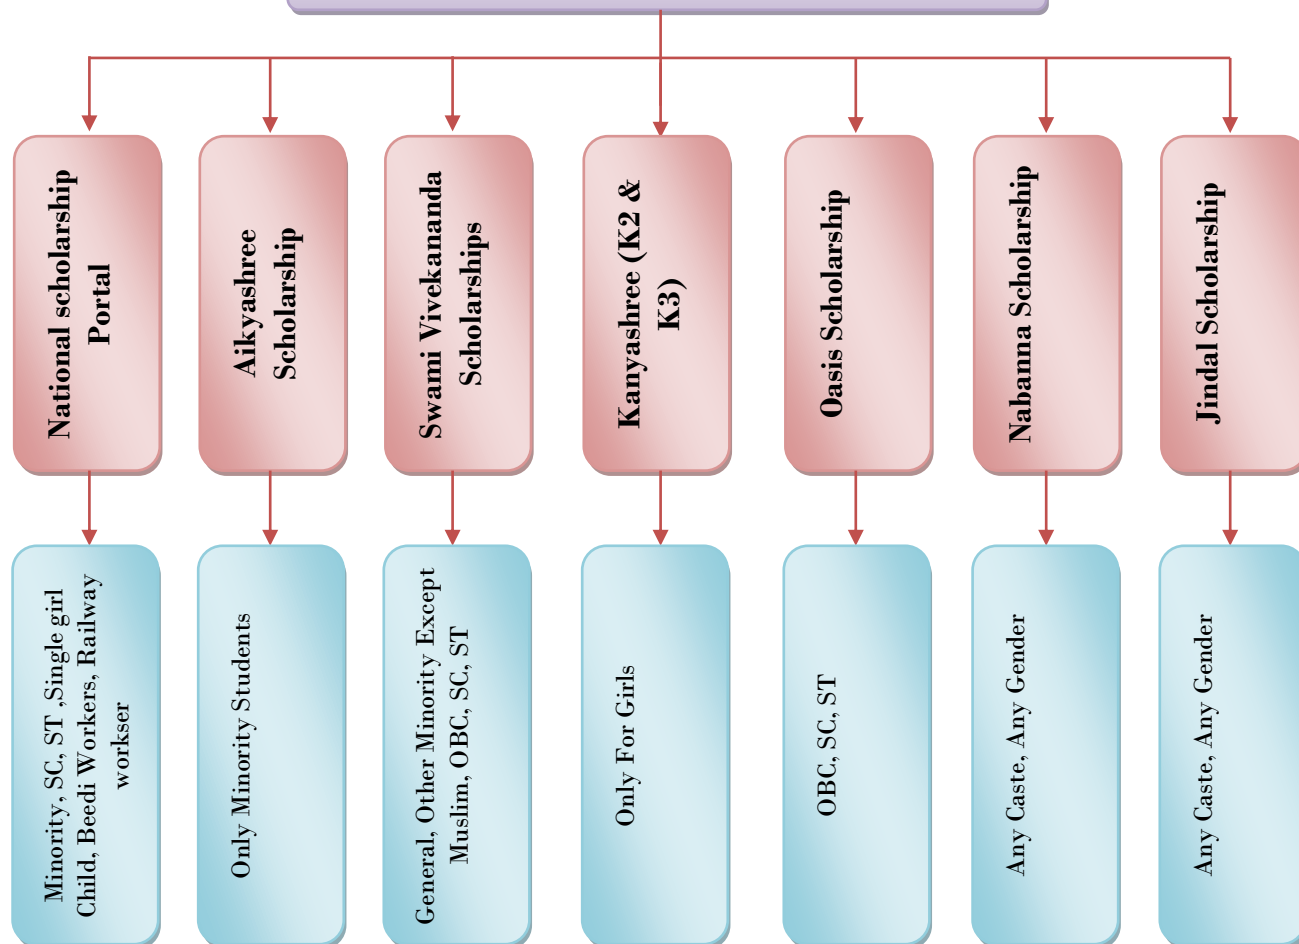 National scholarship
Portal
Aikyashree
Scholarship
Swami Vivekananda
Scholarships
Kanyashree (K2 &
K3)
Oasis Scholarship
Nabanna Scholarship
Jindal Scholarship
Minority, SC, ST ,Single girl
Child, Beedi Workers, Railway
workser
Only Minority Students
General, Other Minority Except
Muslim, OBC, SC, ST
Only For Girls
OBC, SC, ST
Any Caste, Any Gender
Any Caste, Any Gender